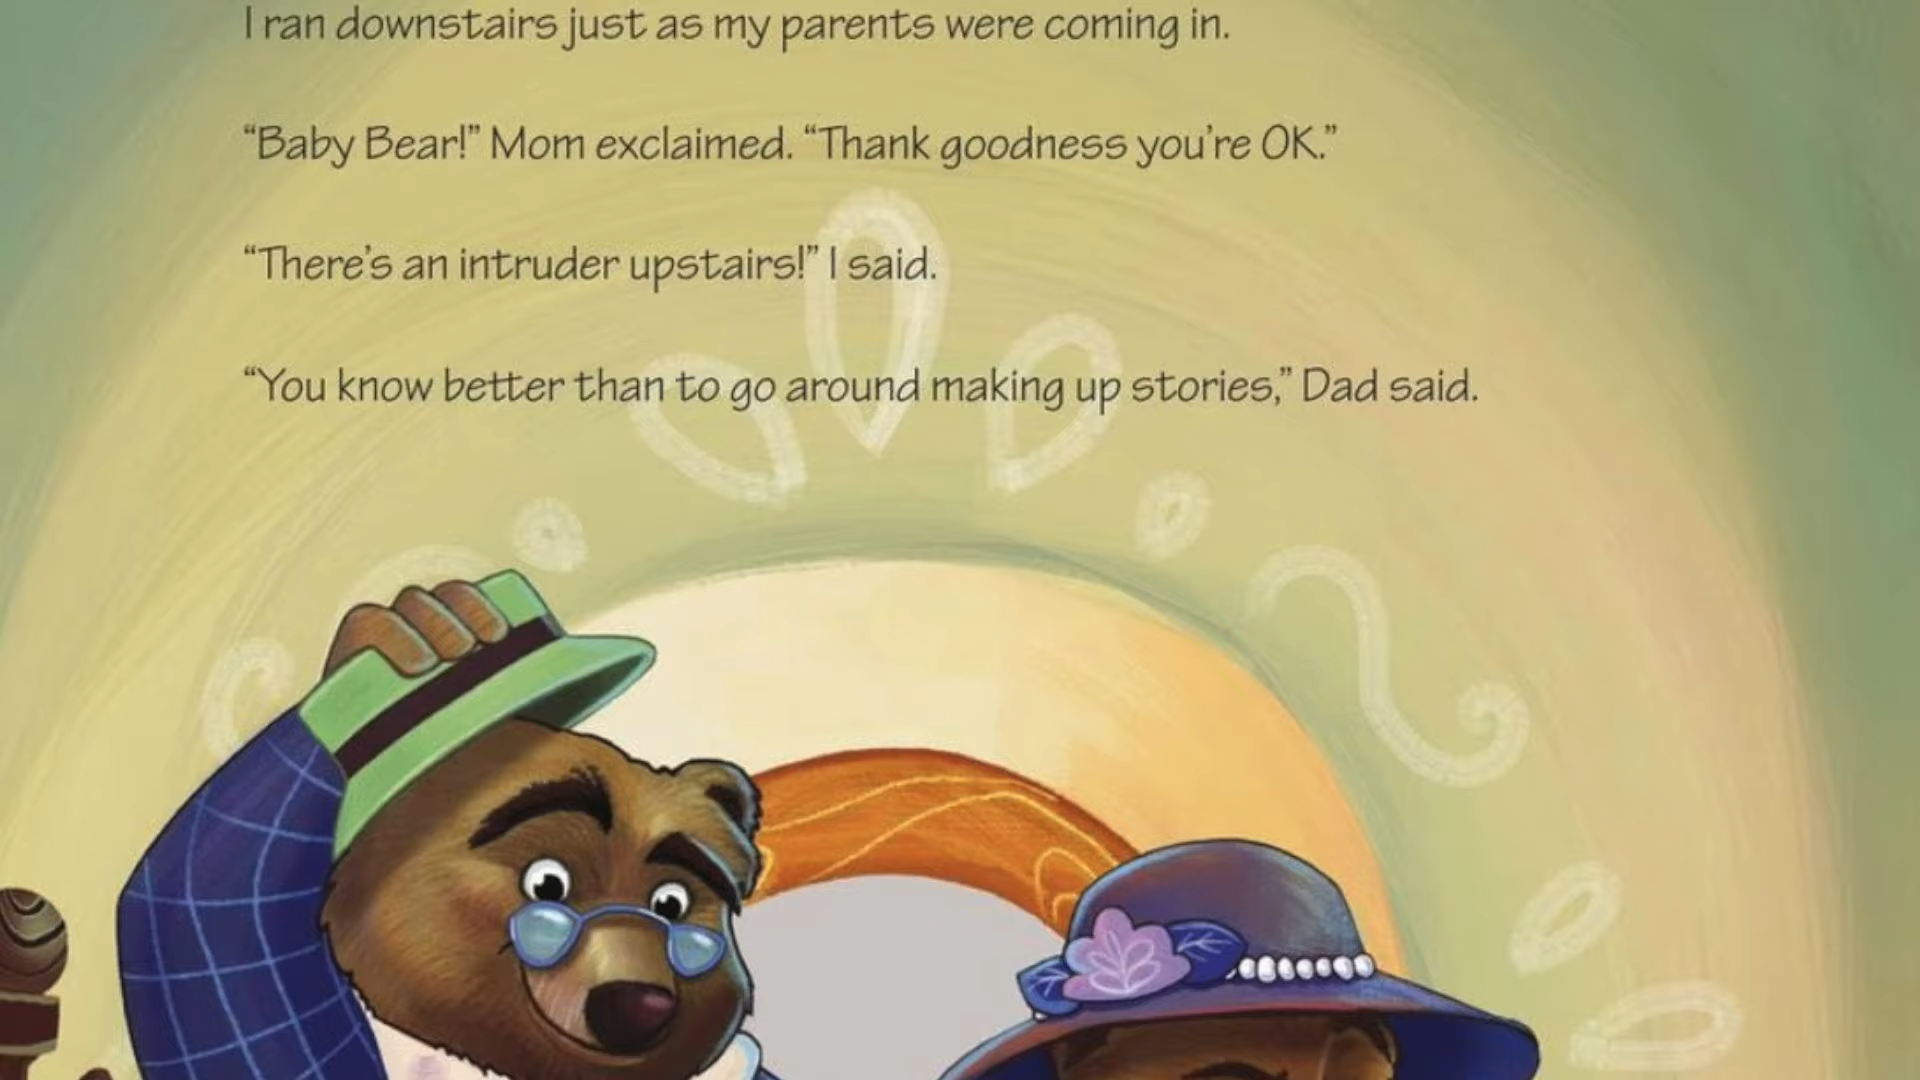 I ran downstairs just as my parents were coming in.
“Baby Bear!” Mom exclaimed. “Thank goodness you’re OK.”
“There’s an intruder upstairs!” I said.
“You know better than to go around making up stories,” Dad said.